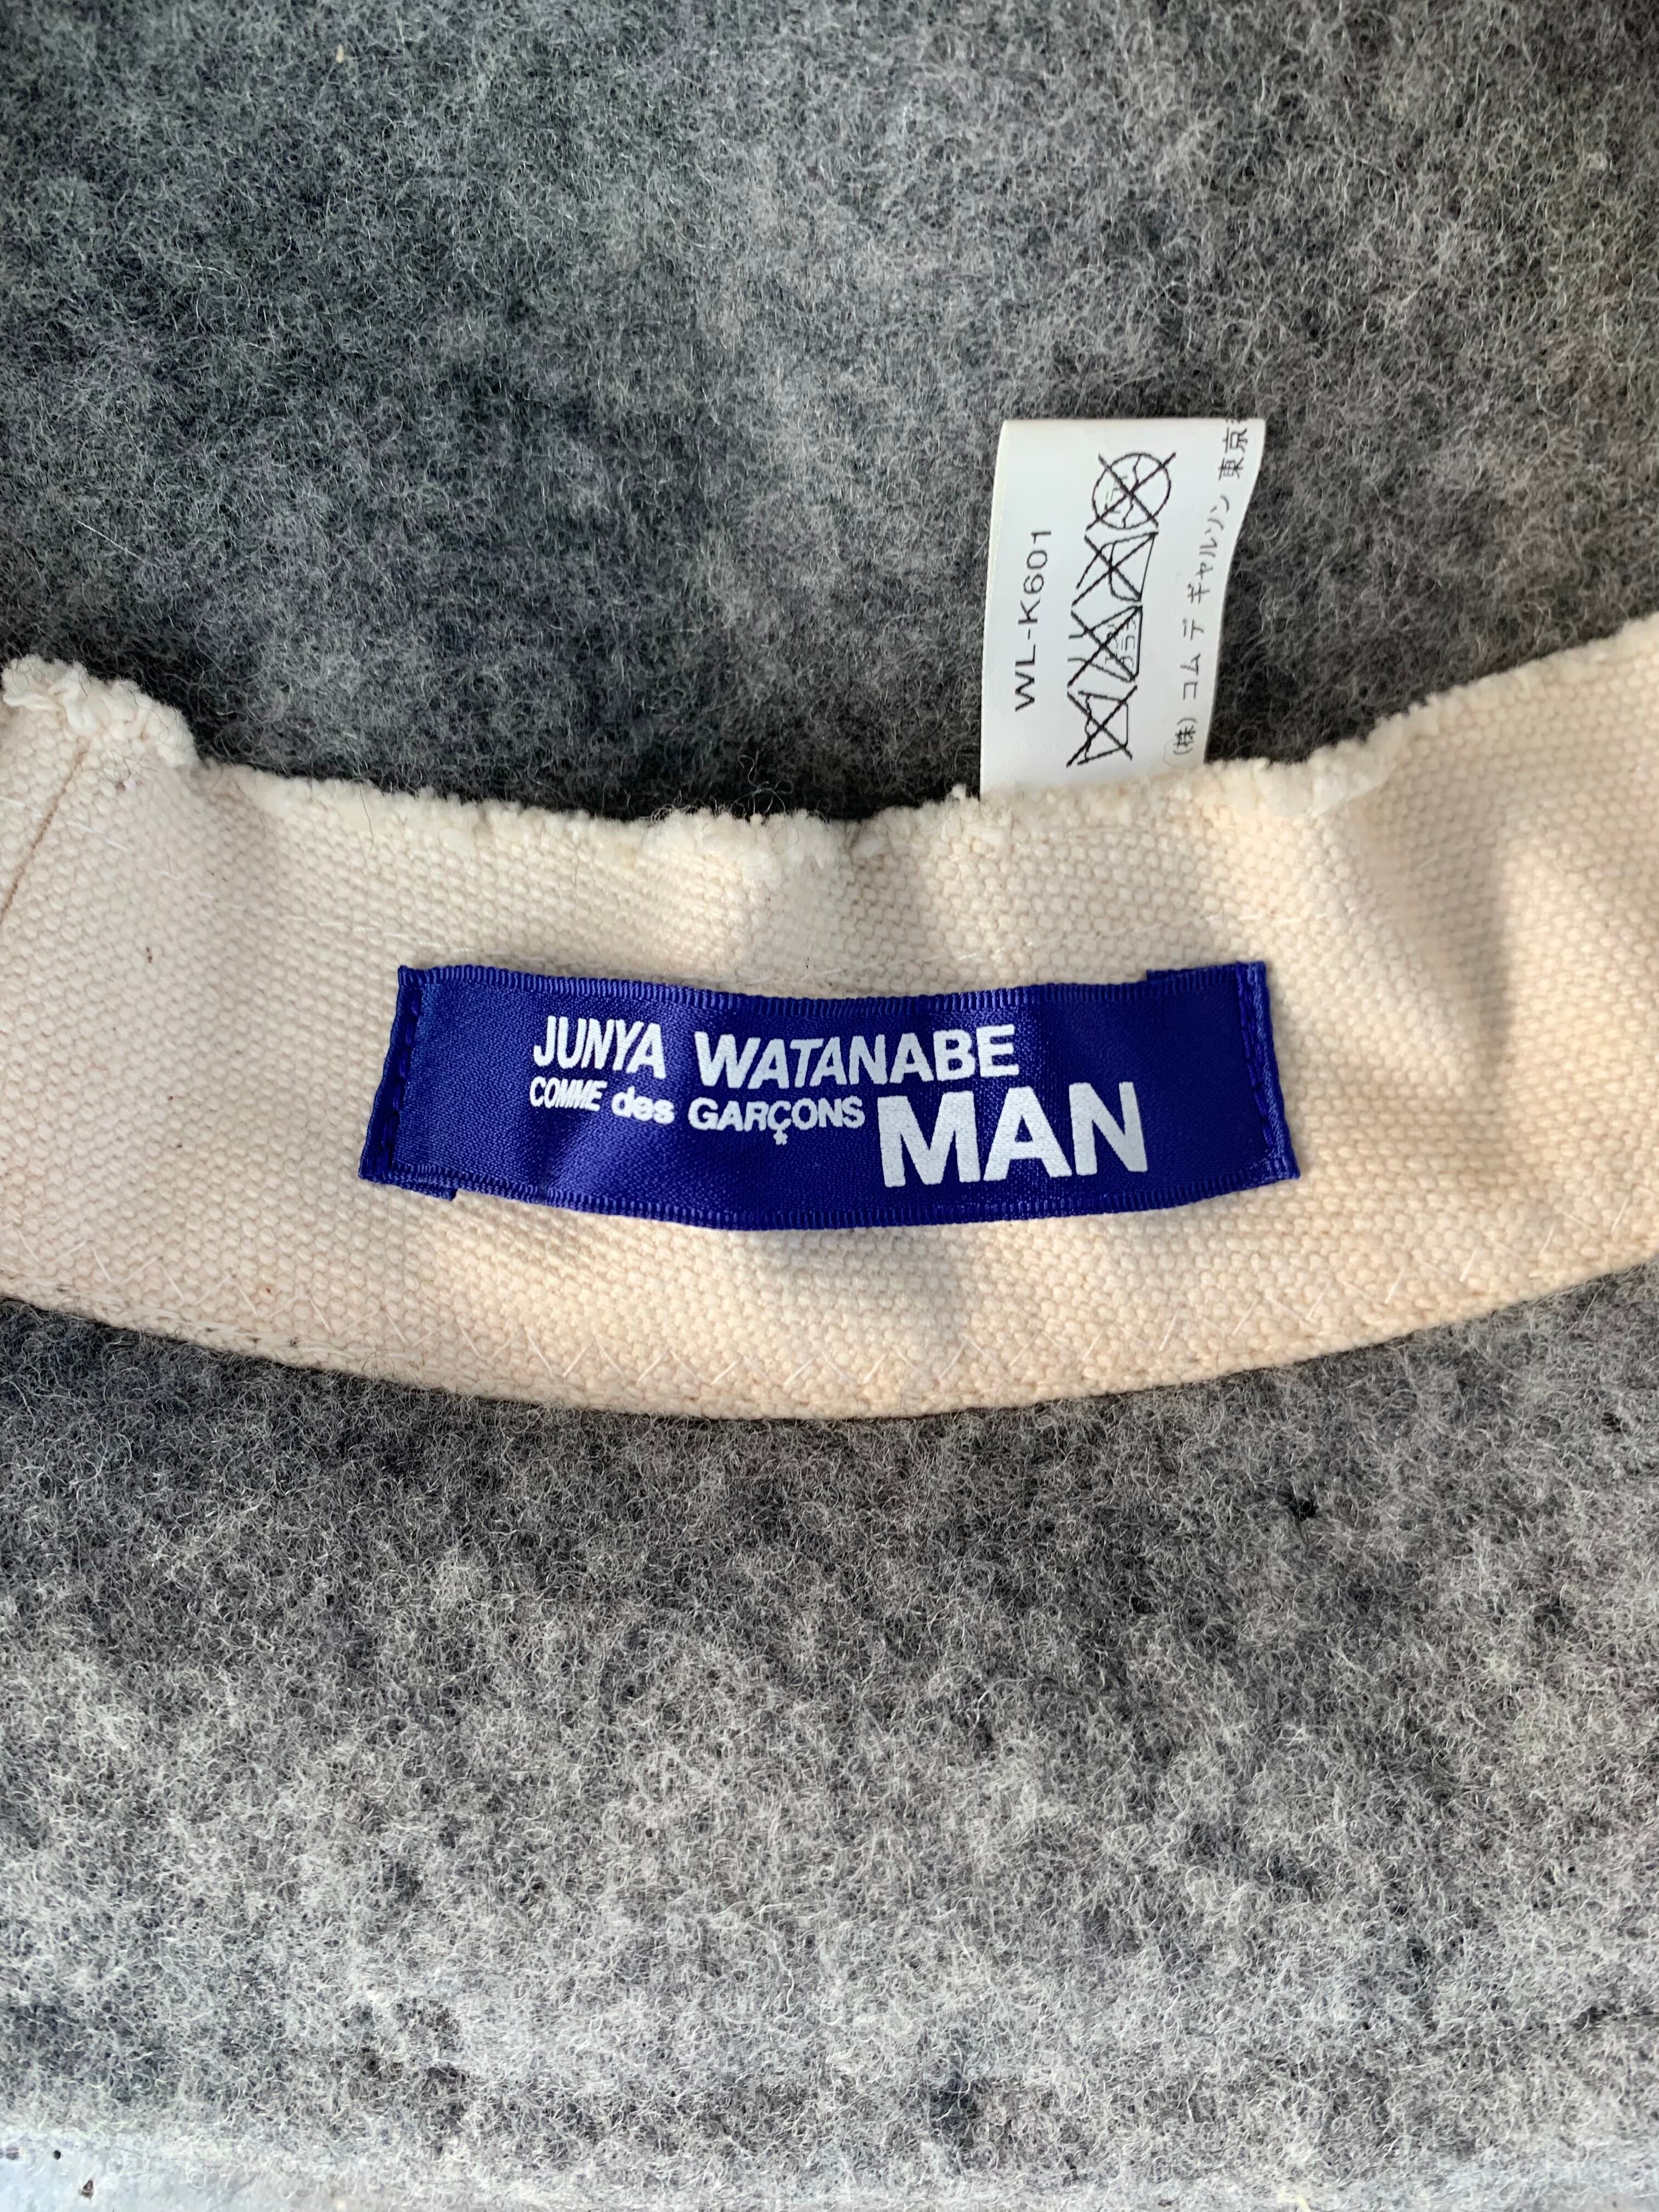 WL-K601
(株) コム デ ギャルソン 東京
JUNYA WATANABE
COMME des GARÇONS MAN